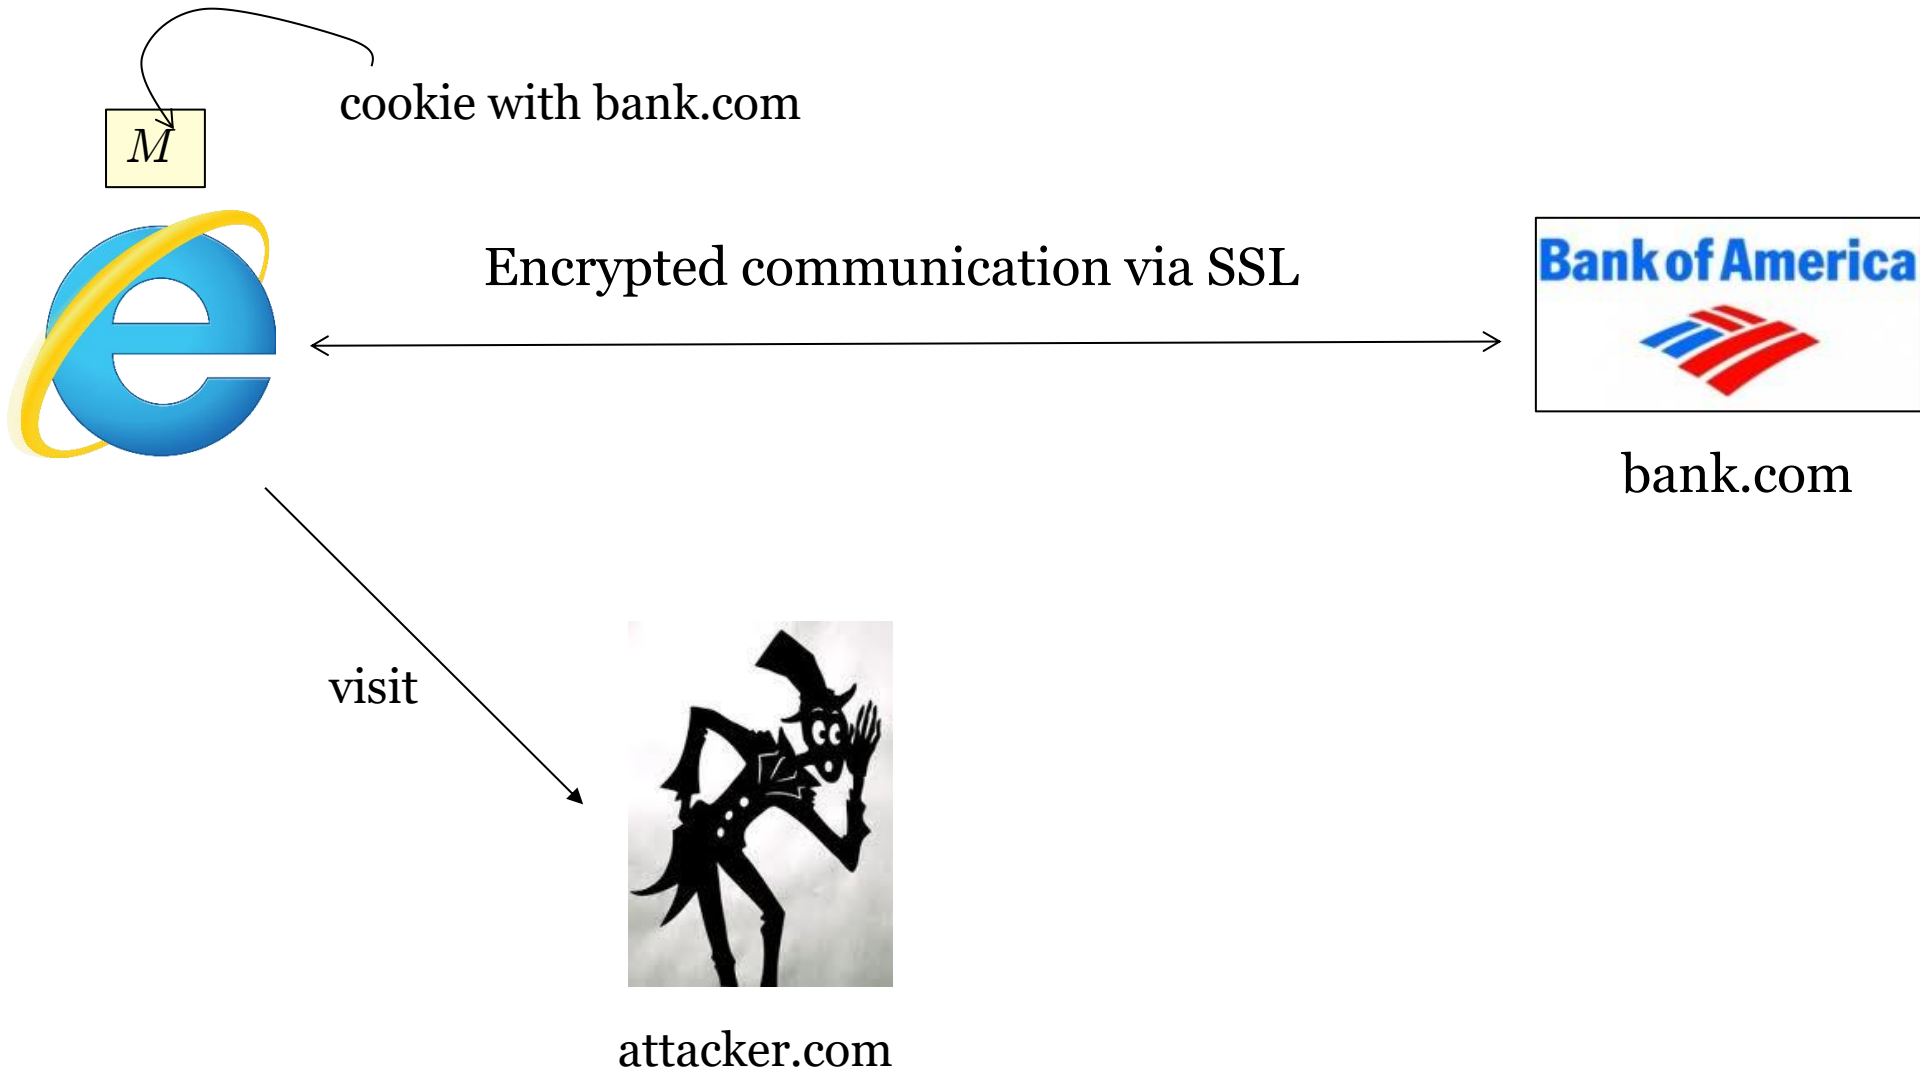 cookie with bank.com
M
Encrypted communication via SSL
Bank of America
bank.com
visit
attacker.com